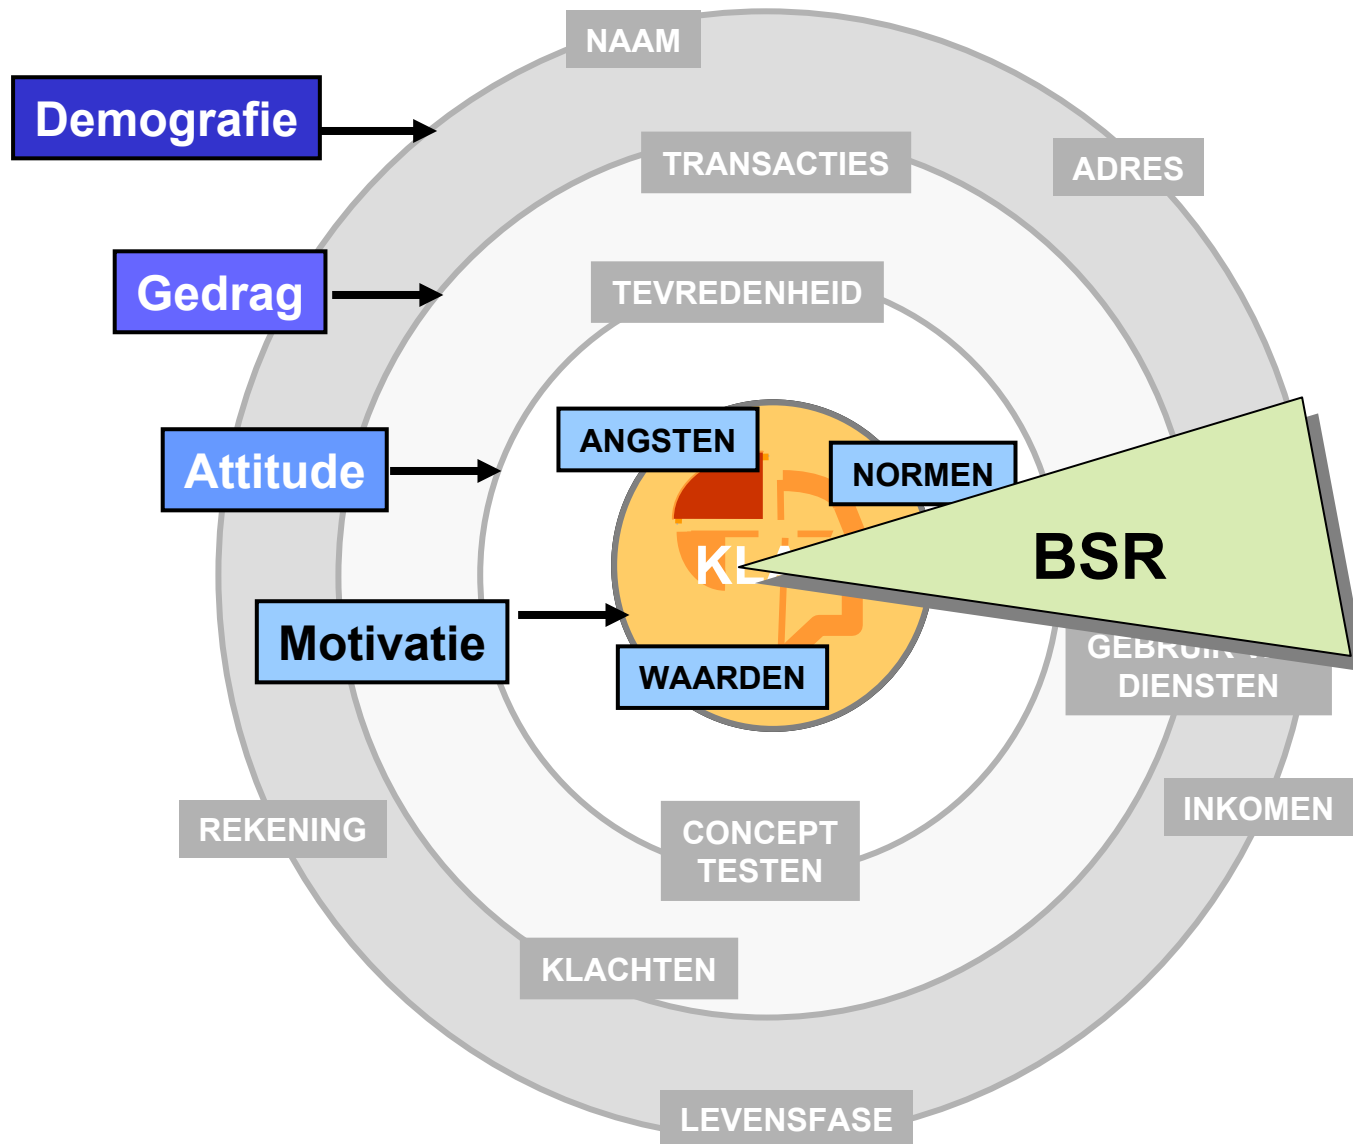 NAAM
Demografie
TRANSACTIES
ADRES
Gedrag
TEVREDENHEID
ANGSTEN
NORMEN
Attitude
BSR
Motivatie
WAARDEN
GEBRUIK
DIENSTEN
REKENING
INKOMEN
CONCEPT
TESTEN
KLACHTEN
LEVENSFASE